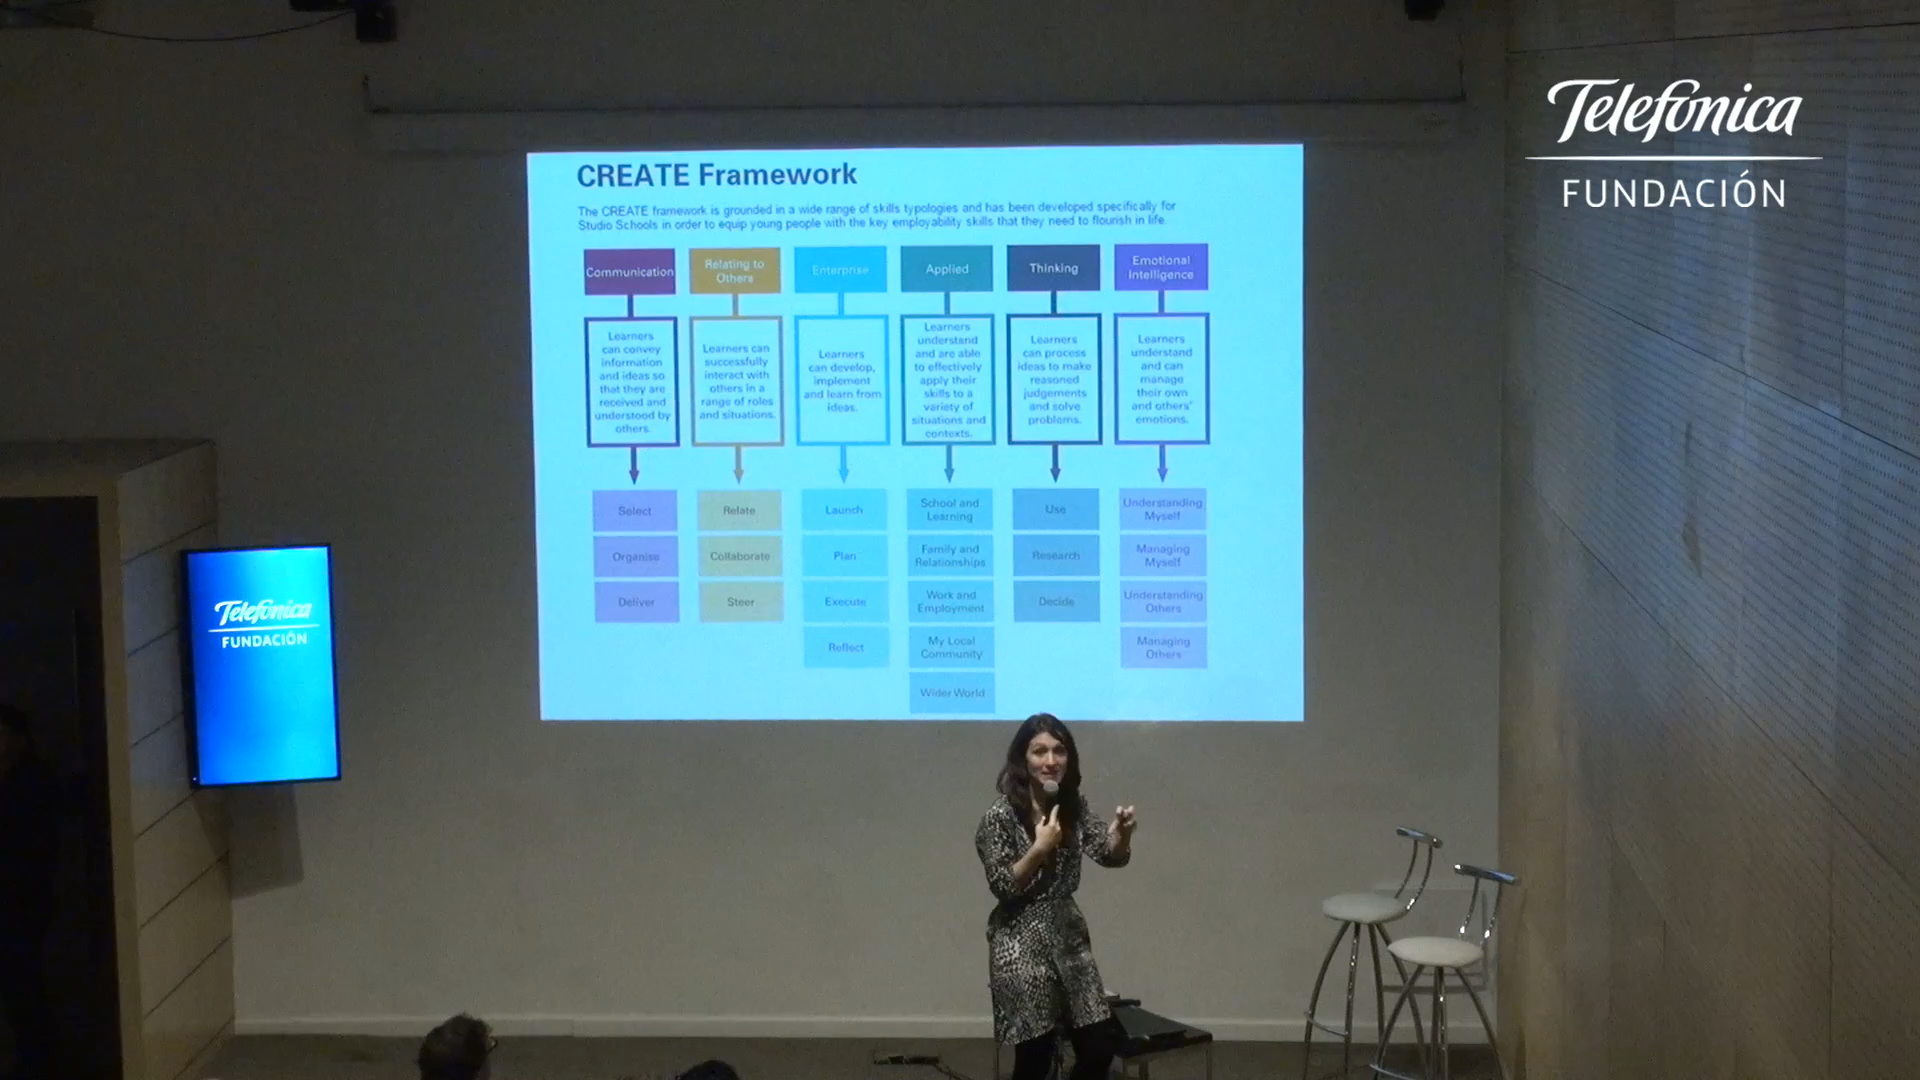 Telefónica
FUNDACIÓN
CREATE Framework
The CREATE framework is grounded in a wide range of skills typologies and has been developed specifically for
Studio Schools in order to equip young people with the key employability skills that they need to flourish in life.
Communication
Learners
can convey
information
and ideas so
that they are
received and
understood by
others.
Select
Organise
Deliver
Relating to
Others
Learners can
successfully
interact with
others in a
range of roles
and situations.
Relate
Collaborate
Steer
Enterprise
Learners
can develop,
implement
and learn from
ideas.
Launch
Plan
Execute
Reflect
Applied
Learners
understand
and are able
to effectively
apply their
skills to a
variety of
situations and
contexts.
School and
Learning
Family and
Relationships
Work and
Employment
My Local
Community
Wider World
Thinking
Learners
can process
ideas to make
reasoned
judgements
and solve
problems.
Use
Research
Decide
Emotional
Intelligence
Learners
understand
and can
manage
their own
and others'
emotions.
Understanding
Myself
Managing
Myself
Understanding
Others
Managing
Others
Telefónica
FUNDACIÓN